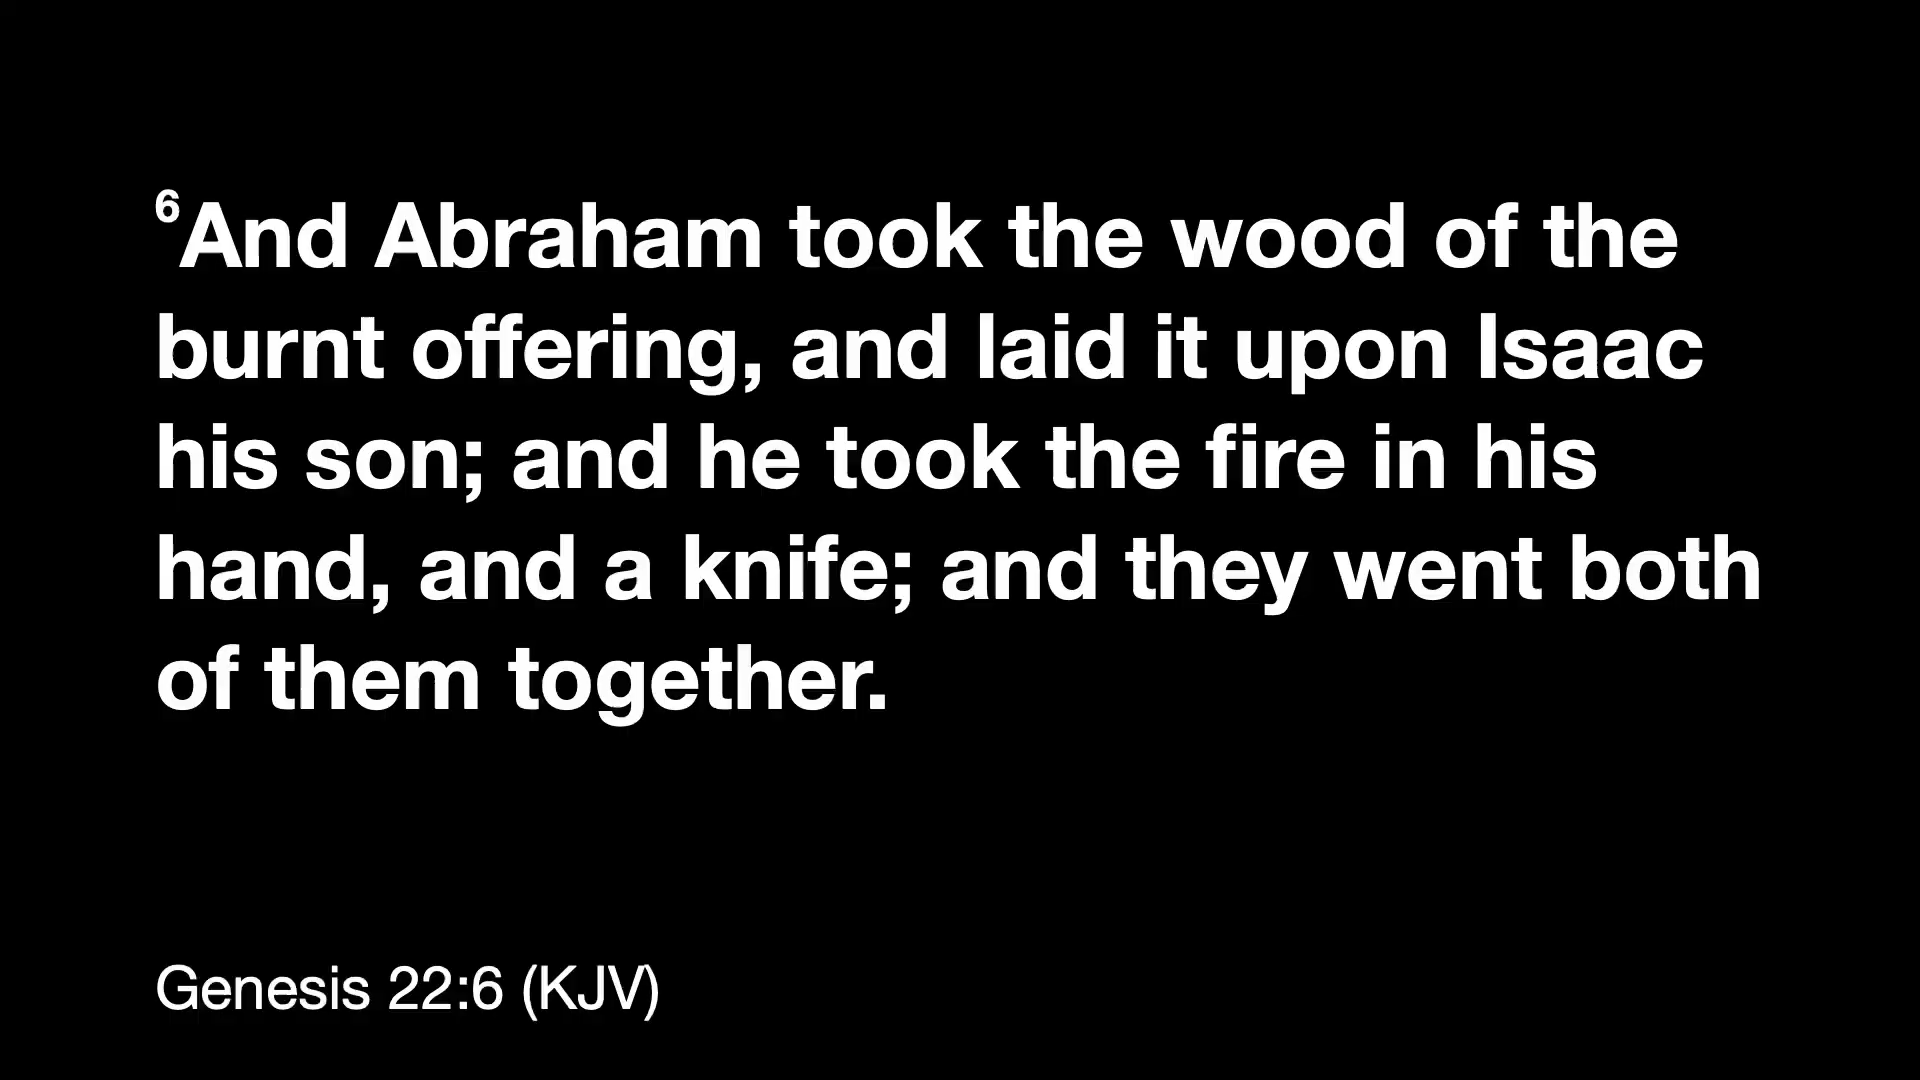 ⁶And Abraham took the wood of the
burnt offering, and laid it upon Isaac
his son; and he took the fire in his
hand, and a knife; and they went both
of them together.
Genesis 22:6 (KJV)